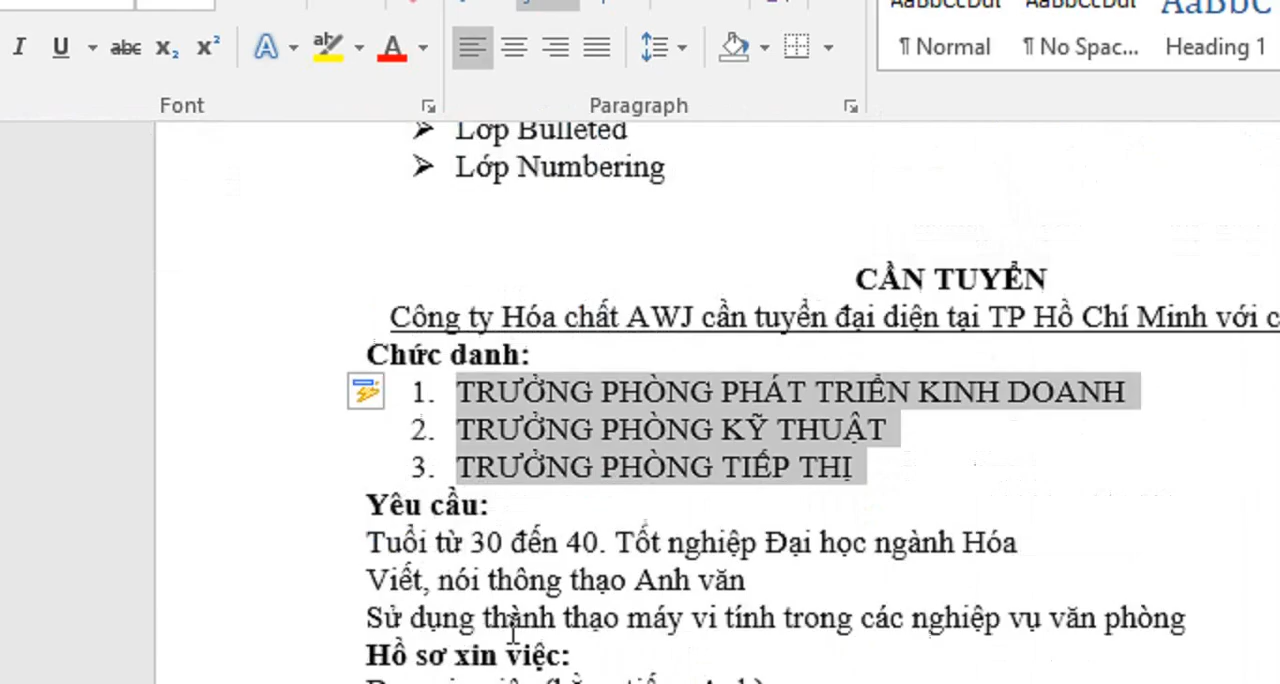 AaBbCcDdI AaBbCcDdI AaBbC
I U abc X₂ X² A ab A ¶ Normal ¶ No Spac... Heading 1
Font Paragraph
➢ Lớp Bulleted
➢ Lớp Numbering
CẦN TUYỂN
Công ty Hóa chất AWJ cần tuyển đại diện tại TP Hồ Chí Minh với c
Chức danh:
1. TRƯỞNG PHÒNG PHÁT TRIỂN KINH DOANH
2. TRƯỞNG PHÒNG KỸ THUẬT
3. TRƯỞNG PHÒNG TIẾP THỊ
Yêu cầu:
Tuổi từ 30 đến 40. Tốt nghiệp Đại học ngành Hóa
Viết, nói thông thạo Anh văn
Sử dụng thành thạo máy vi tính trong các nghiệp vụ văn phòng
Hồ sơ xin việc: